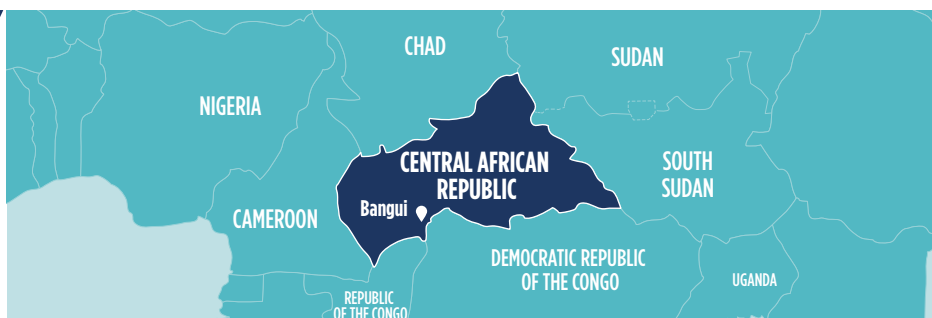 CHAD
SUDAN
NIGERIA
CENTRAL AFRICAN
REPUBLIC
SOUTH
SUDAN
Bangui
CAMEROON
DEMOCRATIC REPUBLIC
OF THE CONGO
UGANDA
REPUBLIC
OF THE CONGO